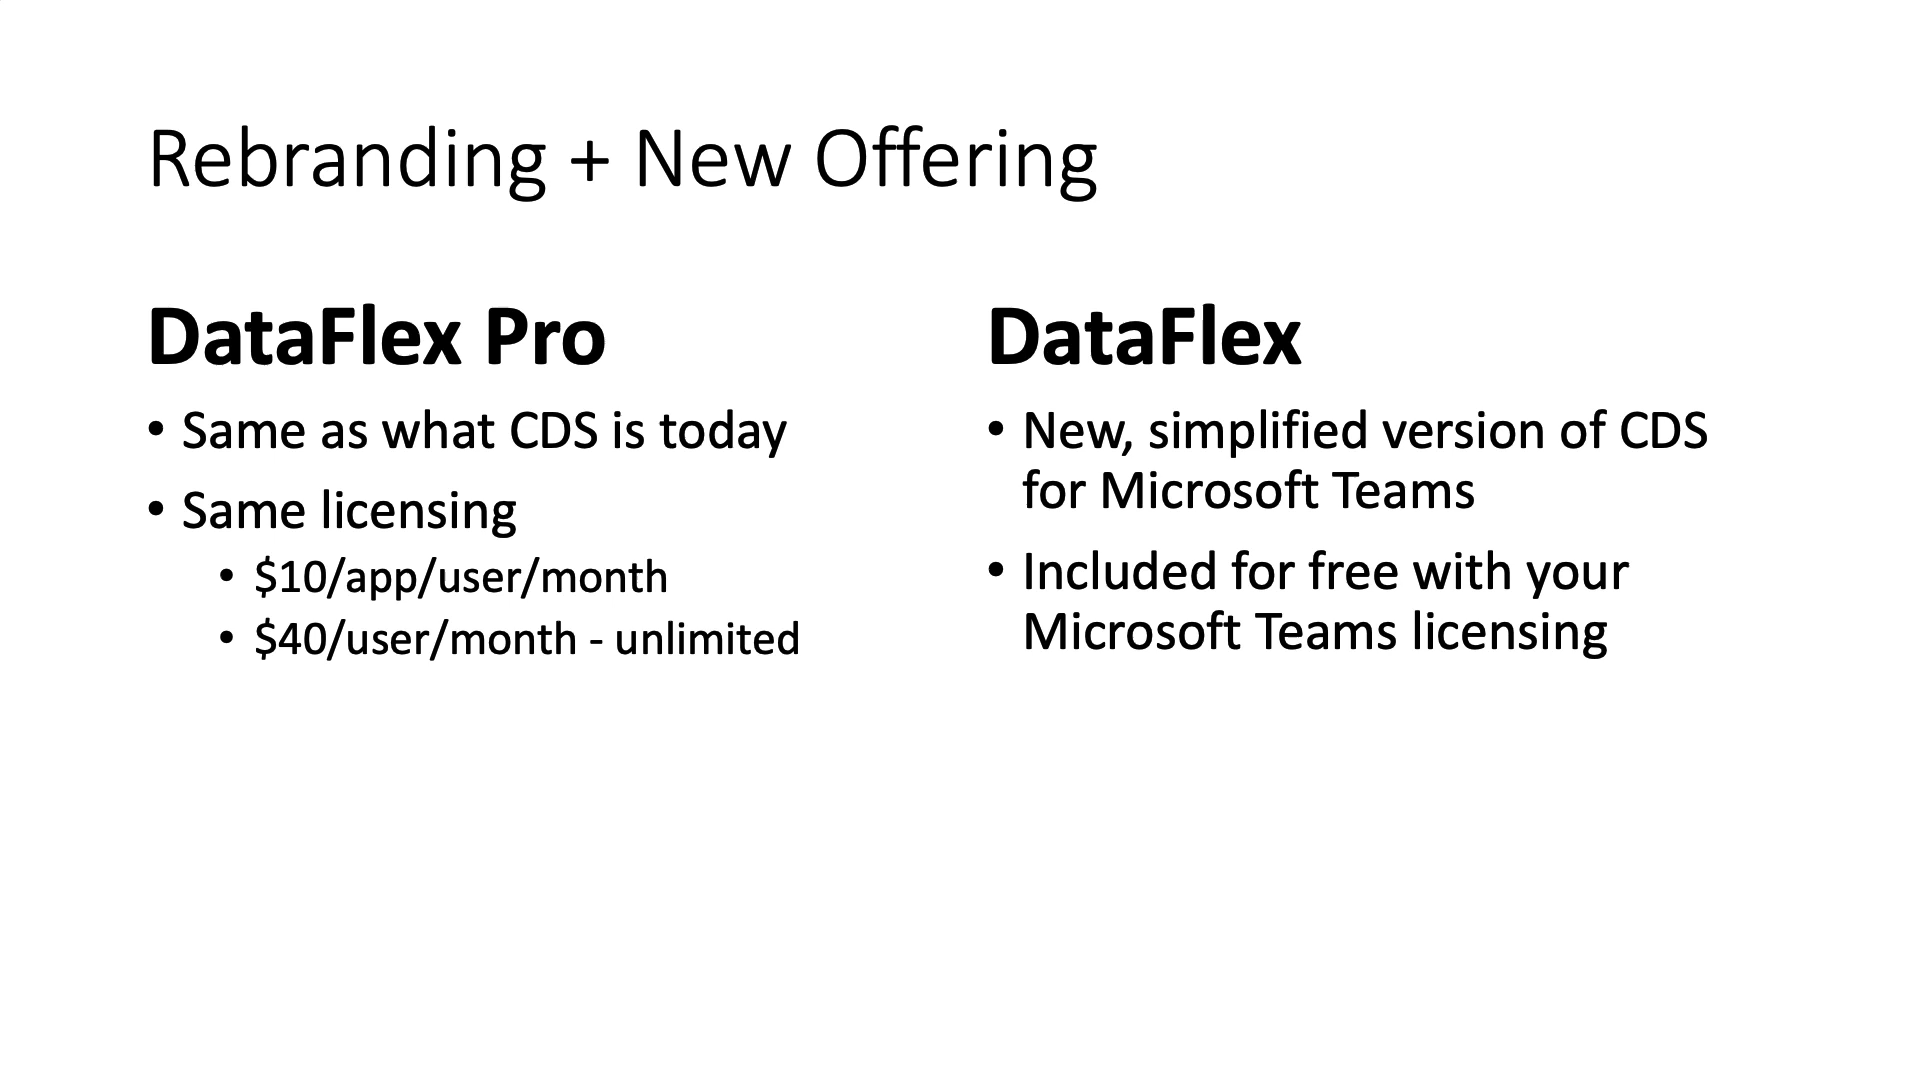 Rebranding + New Offering
DataFlex Pro
• Same as what CDS is today
• Same licensing
• $10/app/user/month
• $40/user/month - unlimited
DataFlex
• New, simplified version of CDS
for Microsoft Teams
• Included for free with your
Microsoft Teams licensing